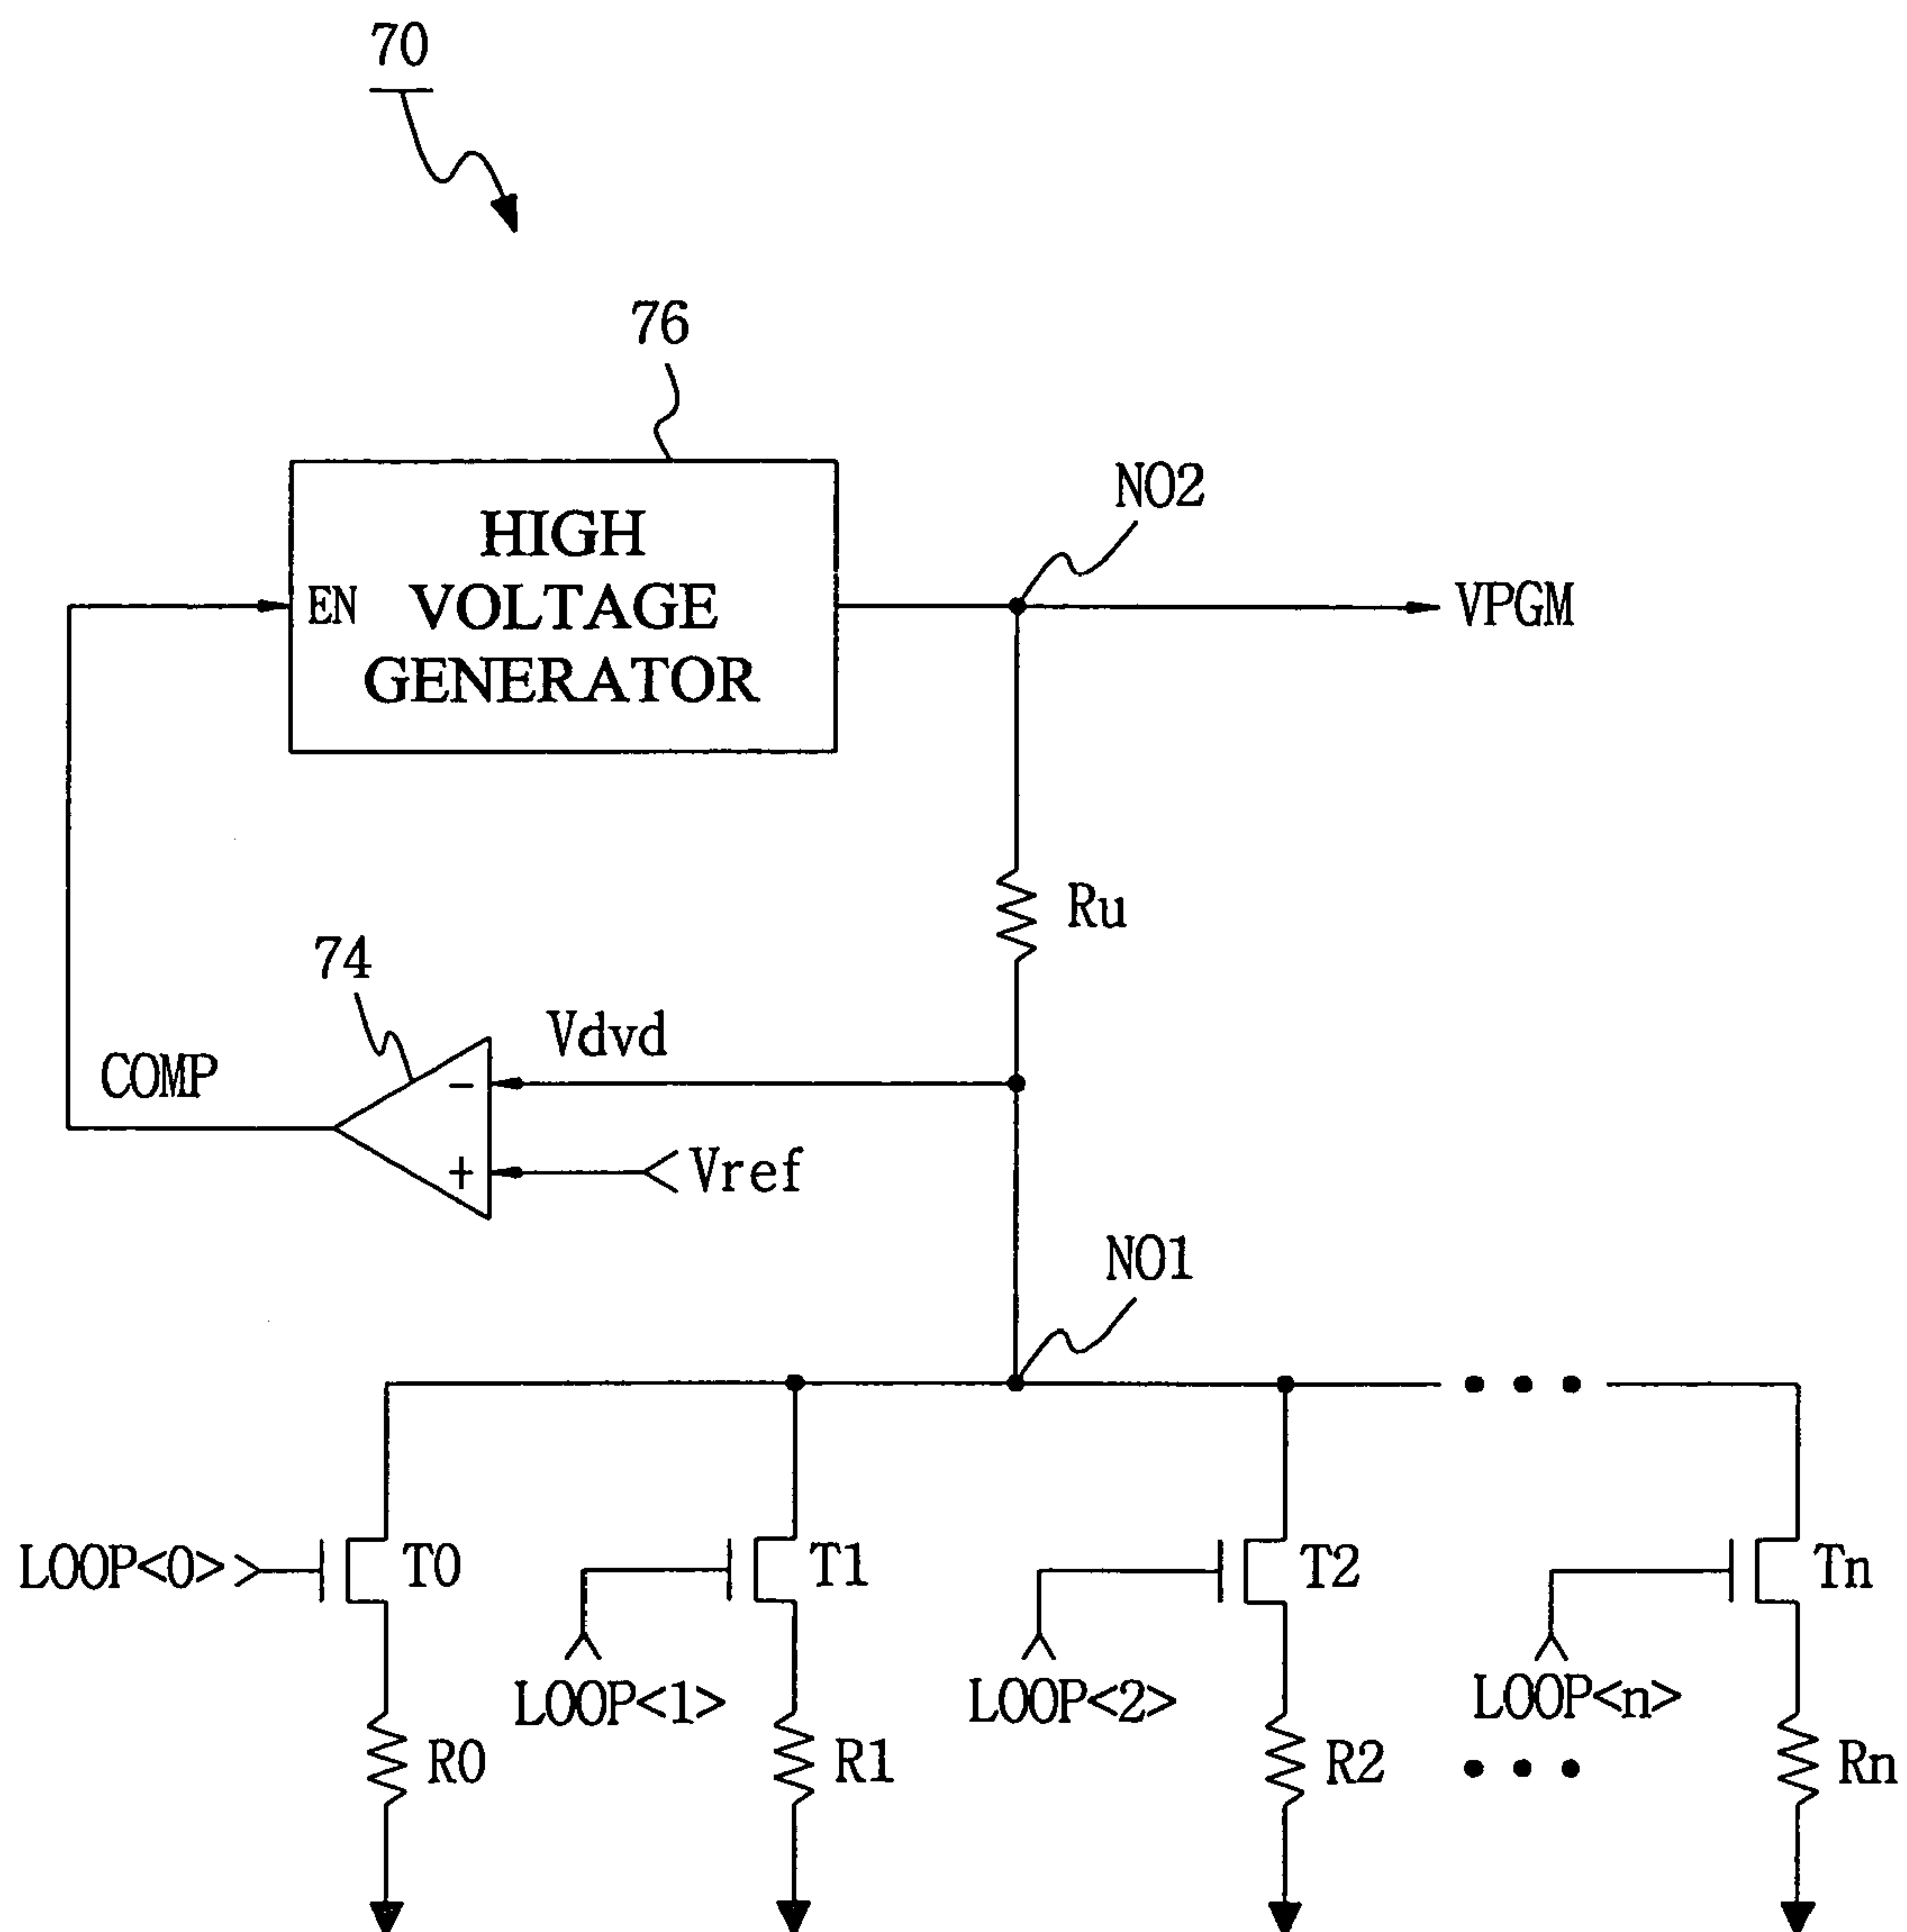 70
76
NO2
HIGH
EN VOLTAGE
GENERATOR
VPGM
Ru
74
Vdvd
COMP
-
+
Vref
NO1
LOOP<0>
T0
T1
T2
Tn
LOOP<1>
LOOP<2>
LOOP<n>
R0
R1
R2
Rn